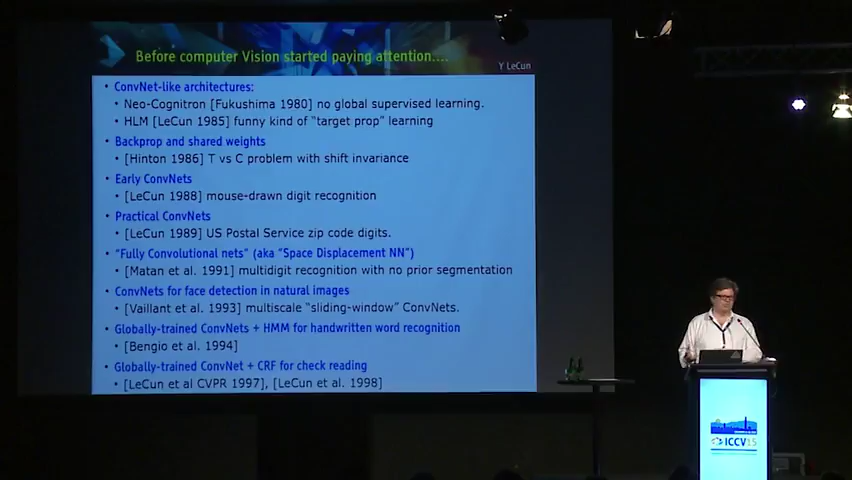 Before computer Vision started paying attention....
Y LeCun
• ConvNet-like architectures:
• Neo-Cognitron [Fukushima 1980] no global supervised learning.
• HLM [LeCun 1985] funny kind of "target prop" learning
• Backprop and shared weights
• [Hinton 1986] T vs C problem with shift invariance
• Early ConvNets
• [LeCun 1988] mouse-drawn digit recognition
• Practical ConvNets
• [LeCun 1989] US Postal Service zip code digits.
• "Fully Convolutional nets" (aka "Space Displacement NN")
• [Matan et al. 1991] multidigit recognition with no prior segmentation
• ConvNets for face detection in natural images
• [Vaillant et al. 1993] multiscale "sliding-window" ConvNets.
• Globally-trained ConvNets + HMM for handwritten word recognition
• [Bengio et al. 1994]
• Globally-trained ConvNet + CRF for check reading
• [LeCun et al CVPR 1997], [LeCun et al. 1998]
ICCV15